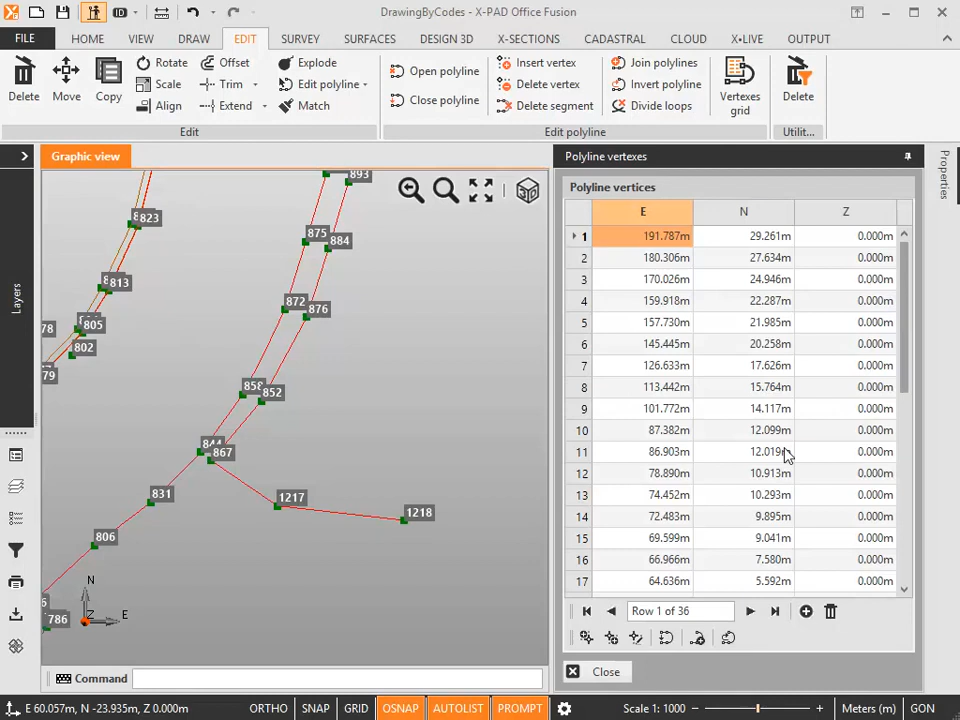 DrawingByCodes - X-PAD Office Fusion
FILE HOME VIEW DRAW EDIT SURVEY SURFACES DESIGN 3D X-SECTIONS CADASTRAL CLOUD X•LIVE OUTPUT
Delete Move Copy
Rotate Offset Explode
Scale Trim Edit polyline
Align Extend Match
Edit
Open polyline
Close polyline
Insert vertex Join polylines
Delete vertex Invert polyline
Delete segment Divide loops
Vertexes
grid
Edit polyline
Delete
Utilit...
Graphic view
Polyline vertexes
Properties
Layers
Polyline vertices
E N Z
1 191.787m 29.261m 0.000m
2 180.306m 27.634m 0.000m
3 170.026m 24.946m 0.000m
4 159.918m 22.287m 0.000m
5 157.730m 21.985m 0.000m
6 145.445m 20.258m 0.000m
7 126.633m 17.626m 0.000m
8 113.442m 15.764m 0.000m
9 101.772m 14.117m 0.000m
10 87.382m 12.099m 0.000m
11 86.903m 12.019m 0.000m
12 78.890m 10.913m 0.000m
13 74.452m 10.293m 0.000m
14 72.483m 9.895m 0.000m
15 69.599m 9.041m 0.000m
16 66.966m 7.580m 0.000m
17 64.636m 5.592m 0.000m
Row 1 of 36
Close
893
823
875
884
813
872
876
805
78
802
79
858
852
844
867
831
1217
1218
806
786
N
Z
E
3D
Command
E 60.057m, N -23.935m, Z 0.000m ORTHO SNAP GRID OSNAP AUTOLIST PROMPT Scale 1: 1000 Meters (m) GON